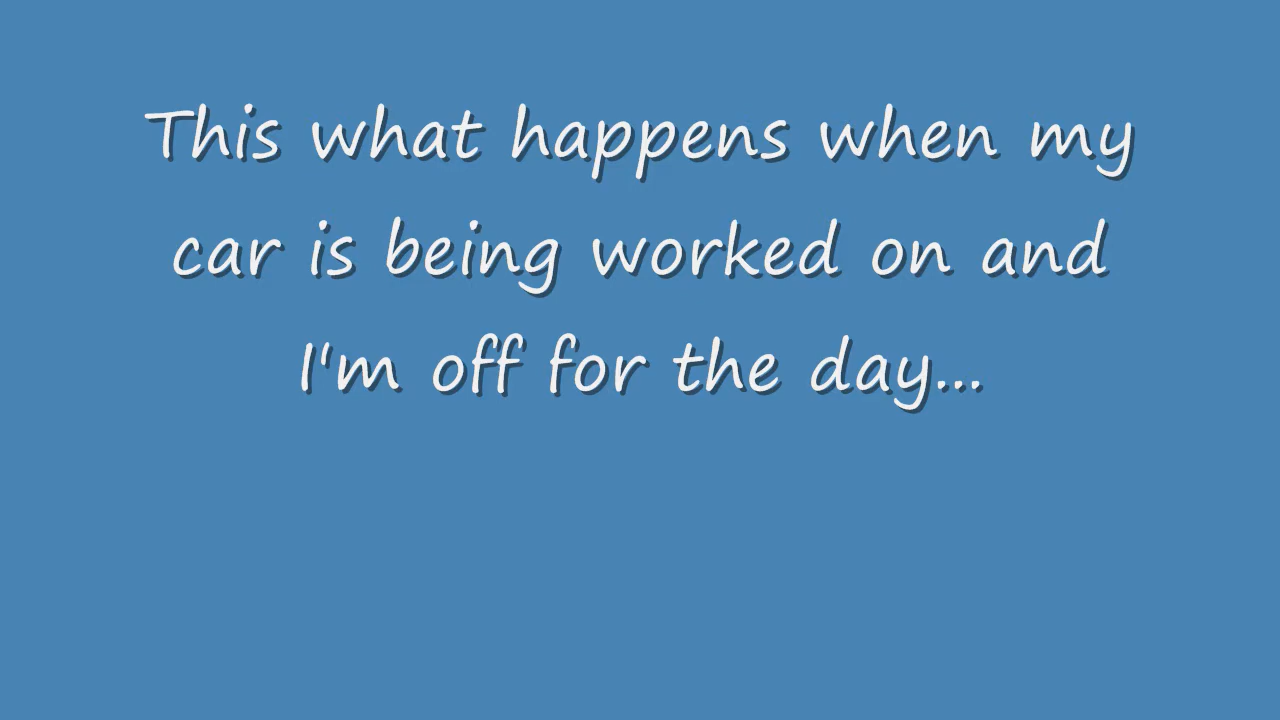 This what happens when my
car is being worked on and
I'm off for the day...